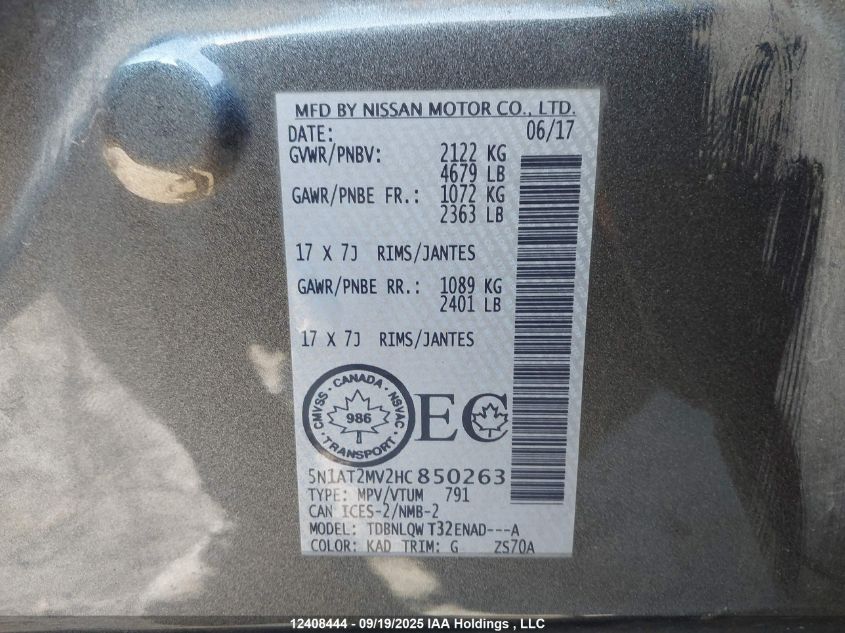 MFD BY NISSAN MOTOR CO., LTD.
DATE: 06/17
GVWR/PNBV: 2122 KG
4679 LB
GAWR/PNBE FR.: 1072 KG
2363 LB
17 X 7J RIMS/JANTES
GAWR/PNBE RR.: 1089 KG
2401 LB
17 X 7J RIMS/JANTES
CMVSS · CANADA · NSVAC · TRANSPORT ·
986
EC
5N1AT2MV2HC850263
TYPE: MPV/VTUM 791
CAN ICES-2/NMB-2
MODEL: TDBNLQW T32ENAD---A
COLOR: KAD TRIM: G ZS70A
12408444 - 09/19/2025 IAA Holdings , LLC